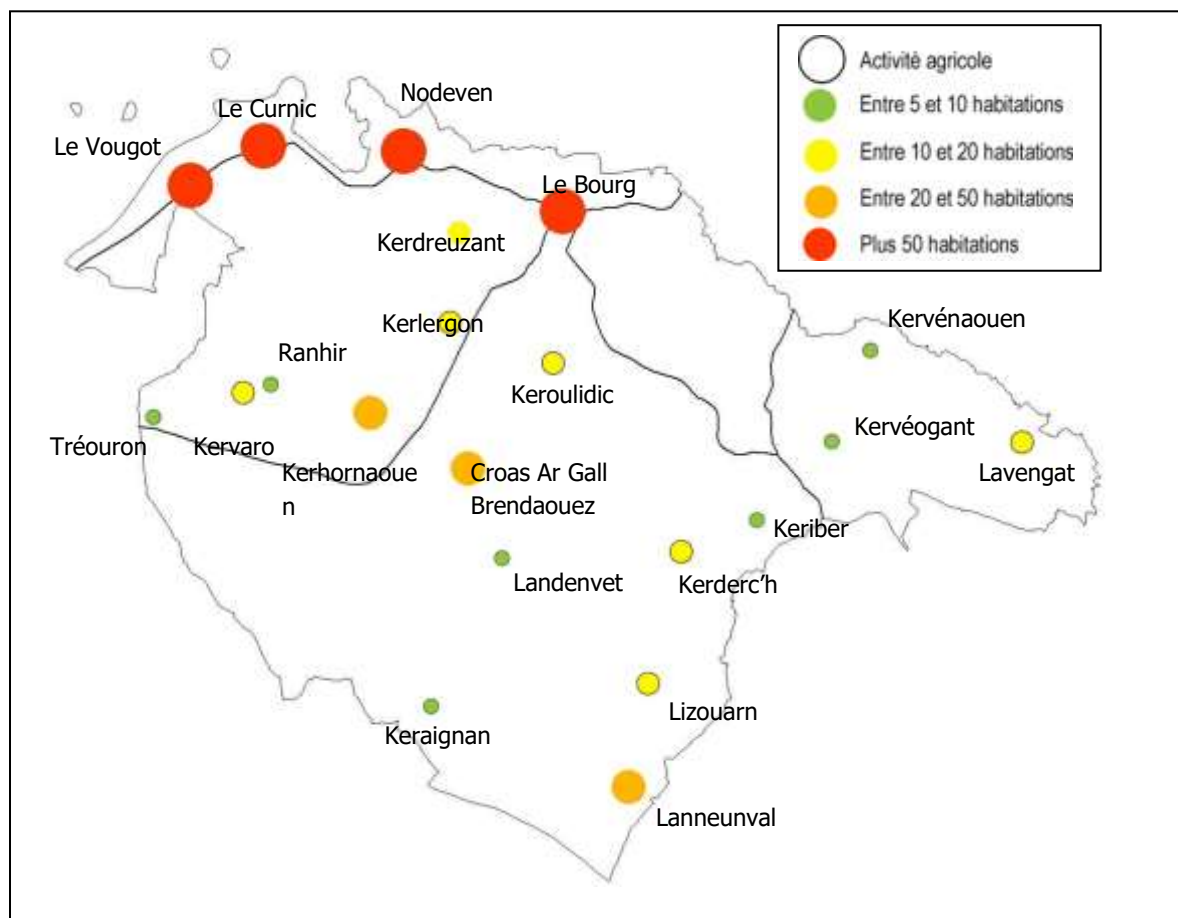 Activité agricole
Entre 5 et 10 habitations
Entre 10 et 20 habitations
Entre 20 et 50 habitations
Plus 50 habitations
Nodeven
Le Curnic
Le Vougot
Le Bourg
Kerdreuzant
Kervénaouen
Kerlergon
Ranhir
Keroulidic
Kervéogant
Tréouron
Kervaro
Kerhornaoue
n
Croas Ar Gall
Brendaouez
Lavengat
Keriber
Landenvet
Kerderc'h
Lizouarn
Keraignan
Lanneunval